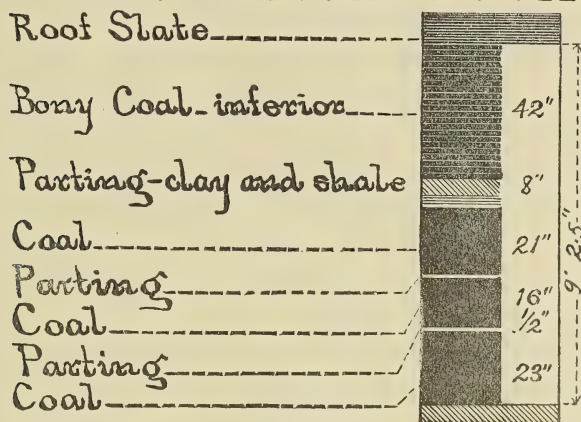 Roof Slate
Bony Coal-inferior 42"
Parting-clay and shale 8"
Coal 21"
Parting
Coal 16"
Parting ½"
Coal 23"
9' 2.5"